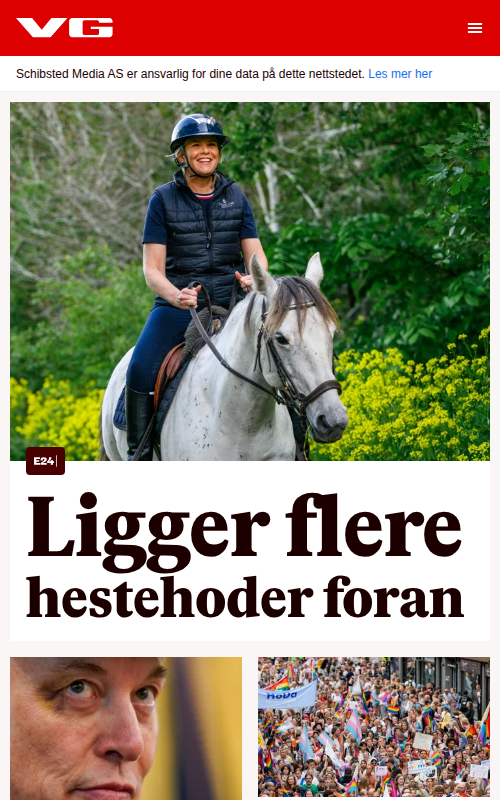 VG
Schibsted Media AS er ansvarlig for dine data på dette nettstedet. Les mer her
E24
Ligger flere
hestehoder foran